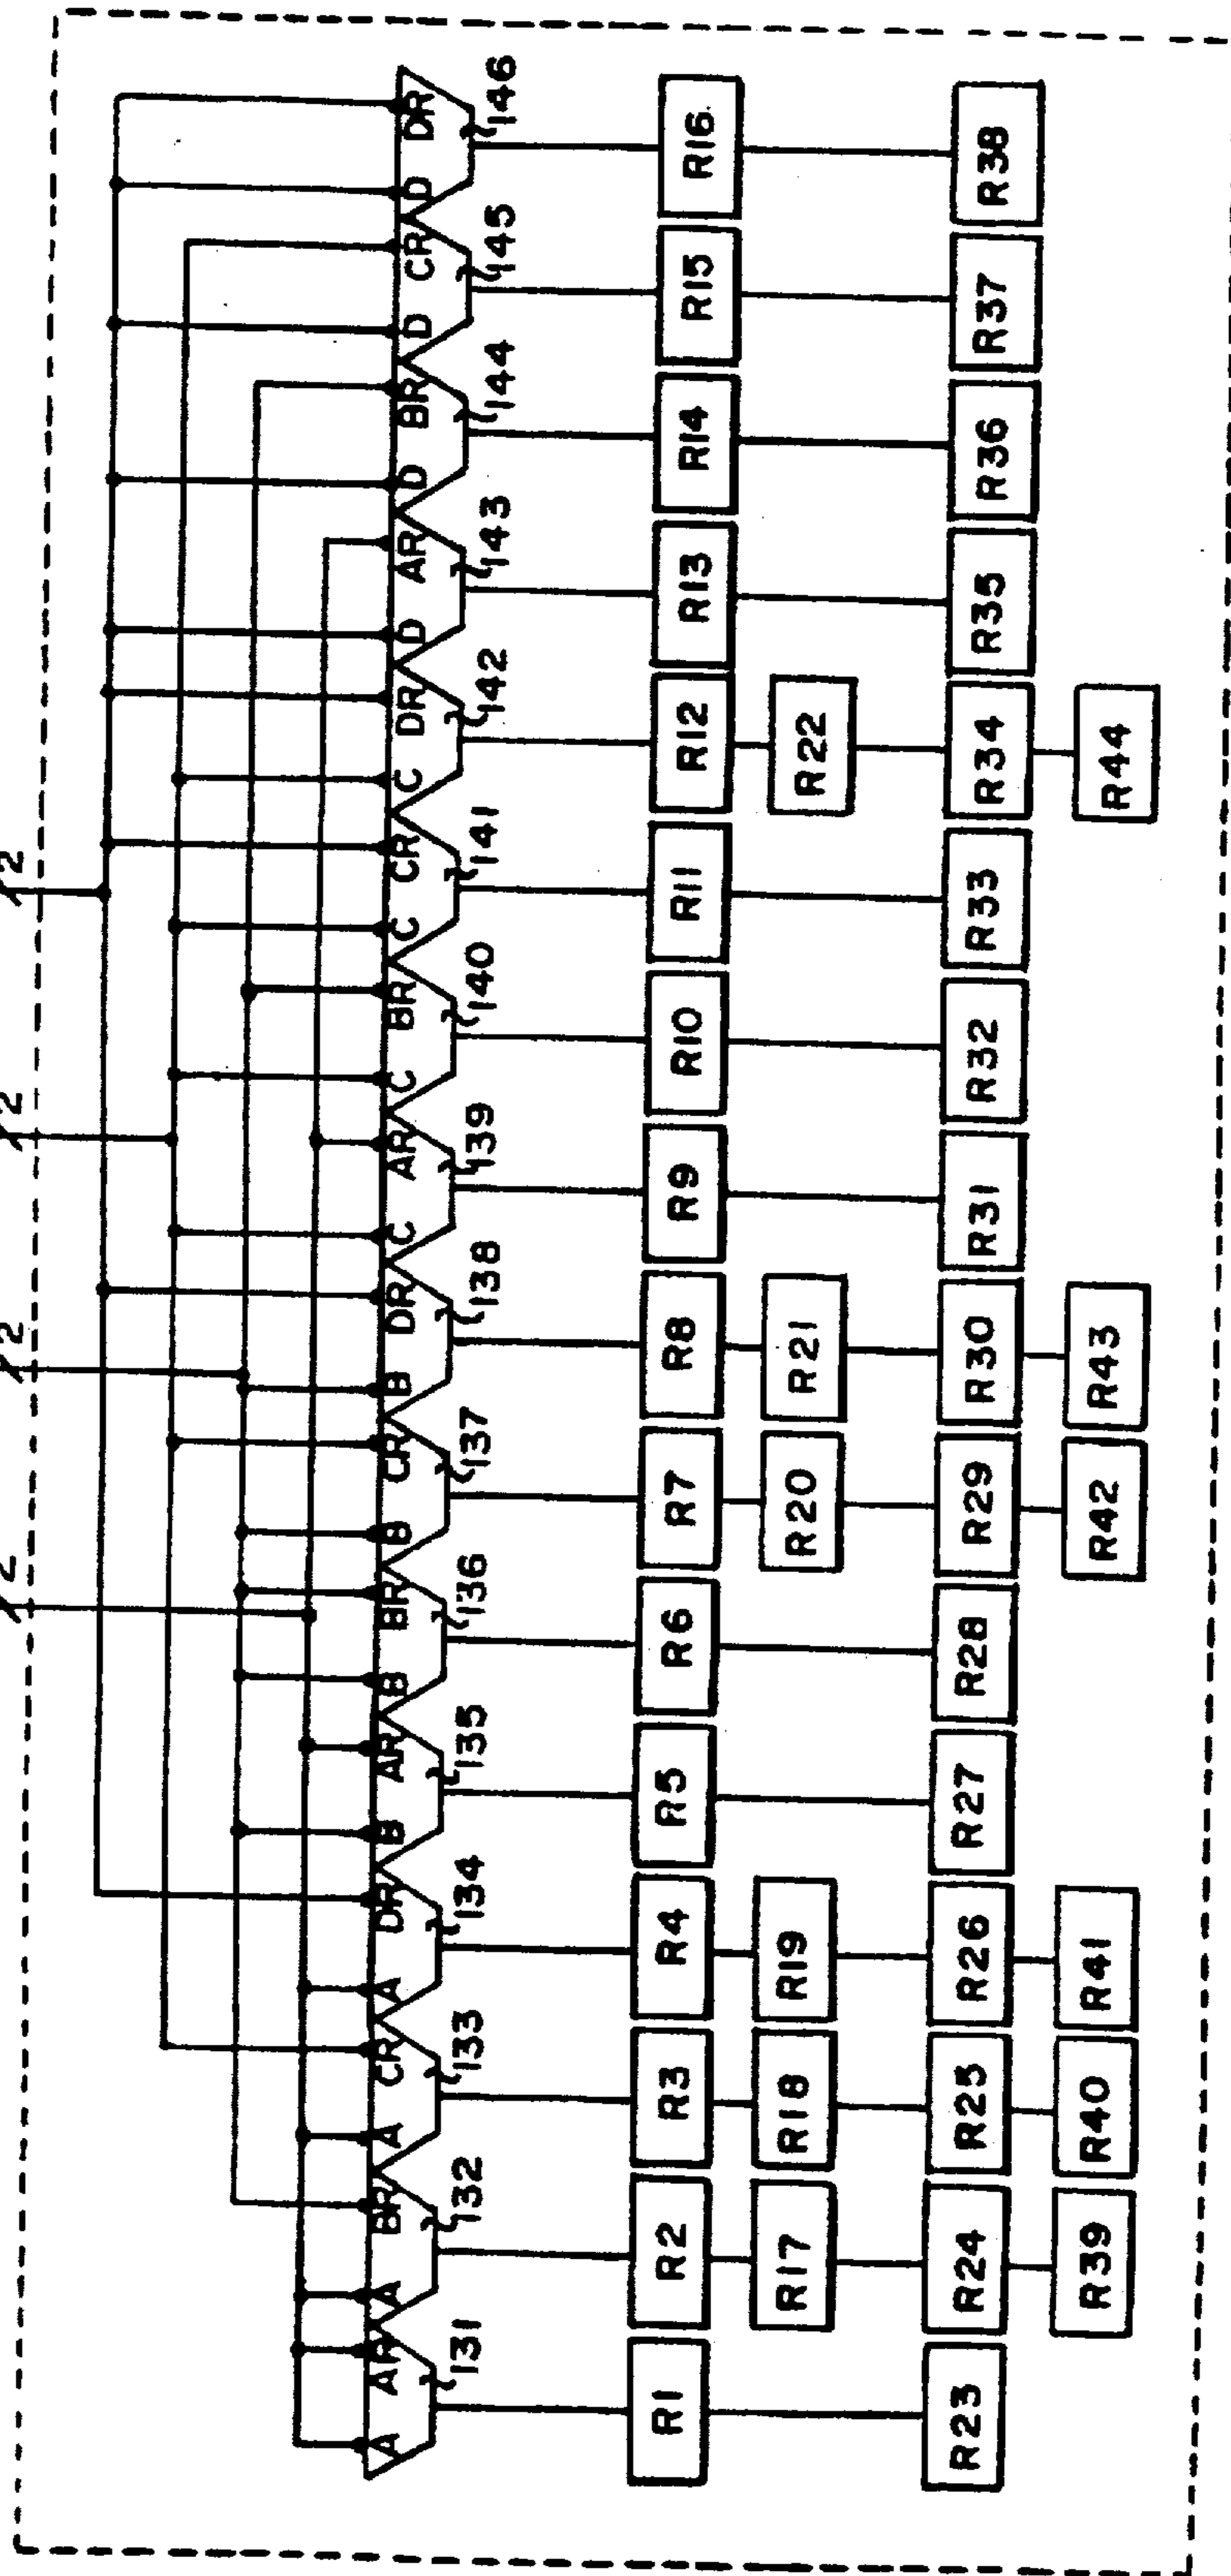 2 2 2 2
A AR A BR A CR A DR B AR B BR B CR B DR C AR C BR C CR C DR D AR D BR D CR D DR
131 132 133 134 135 136 137 138 139 140 141 142 143 144 145 146
R1 R2 R3 R4 R5 R6 R7 R8 R9 R10 R11 R12 R13 R14 R15 R16
R17 R18 R19 R20 R21 R22
R23 R24 R25 R26 R27 R28 R29 R30 R31 R32 R33 R34 R35 R36 R37 R38
R39 R40 R41 R42 R43 R44